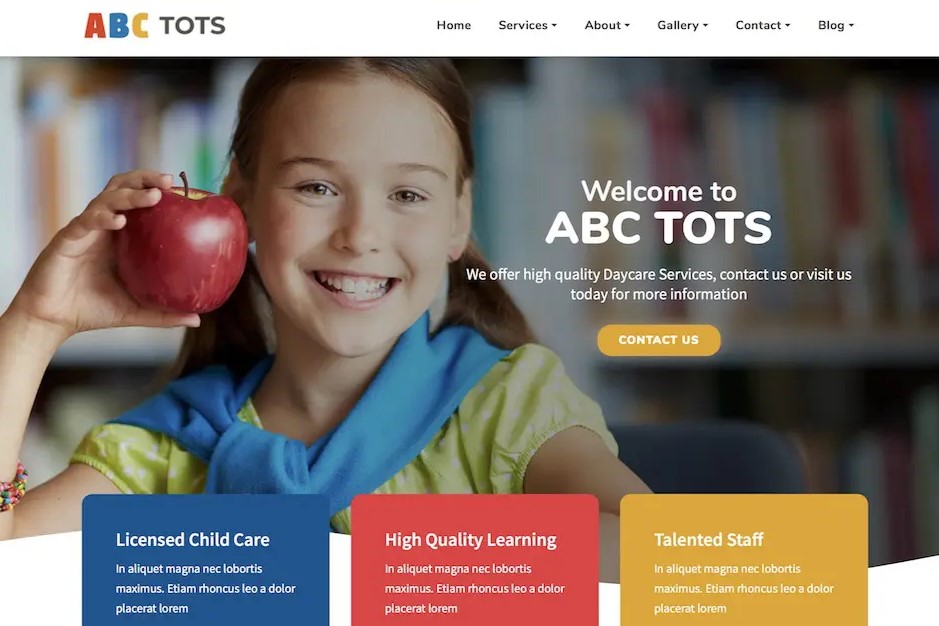 ABC TOTS
Home Services About Gallery Contact Blog
Welcome to
ABC TOTS
We offer high quality Daycare Services, contact us or visit us
today for more information
CONTACT US
Licensed Child Care
In aliquet magna nec lobortis
maximus. Etiam rhoncus leo a dolor
placerat lorem
High Quality Learning
In aliquet magna nec lobortis
maximus. Etiam rhoncus leo a dolor
placerat lorem
Talented Staff
In aliquet magna nec lobortis
maximus. Etiam rhoncus leo a dolor
placerat lorem